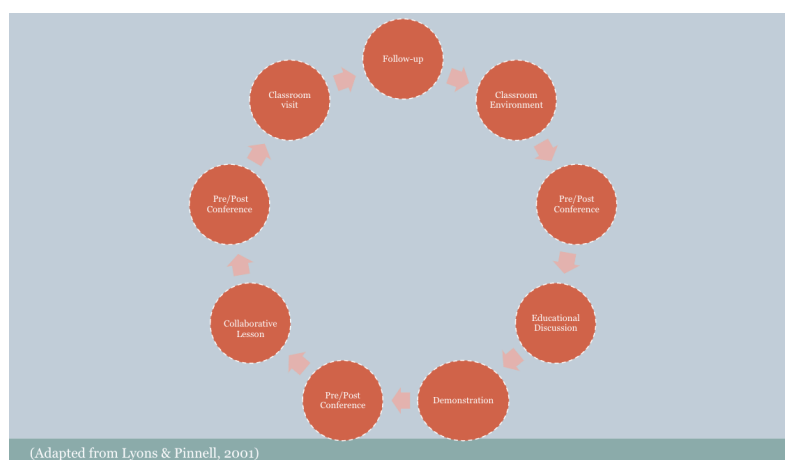 Follow-up
Classroom
Environment
Pre/Post
Conference
Educational
Discussion
Demonstration
Pre/Post
Conference
Collaborative
Lesson
Pre/Post
Conference
Classroom
visit
(Adapted from Lyons & Pinnell, 2001)